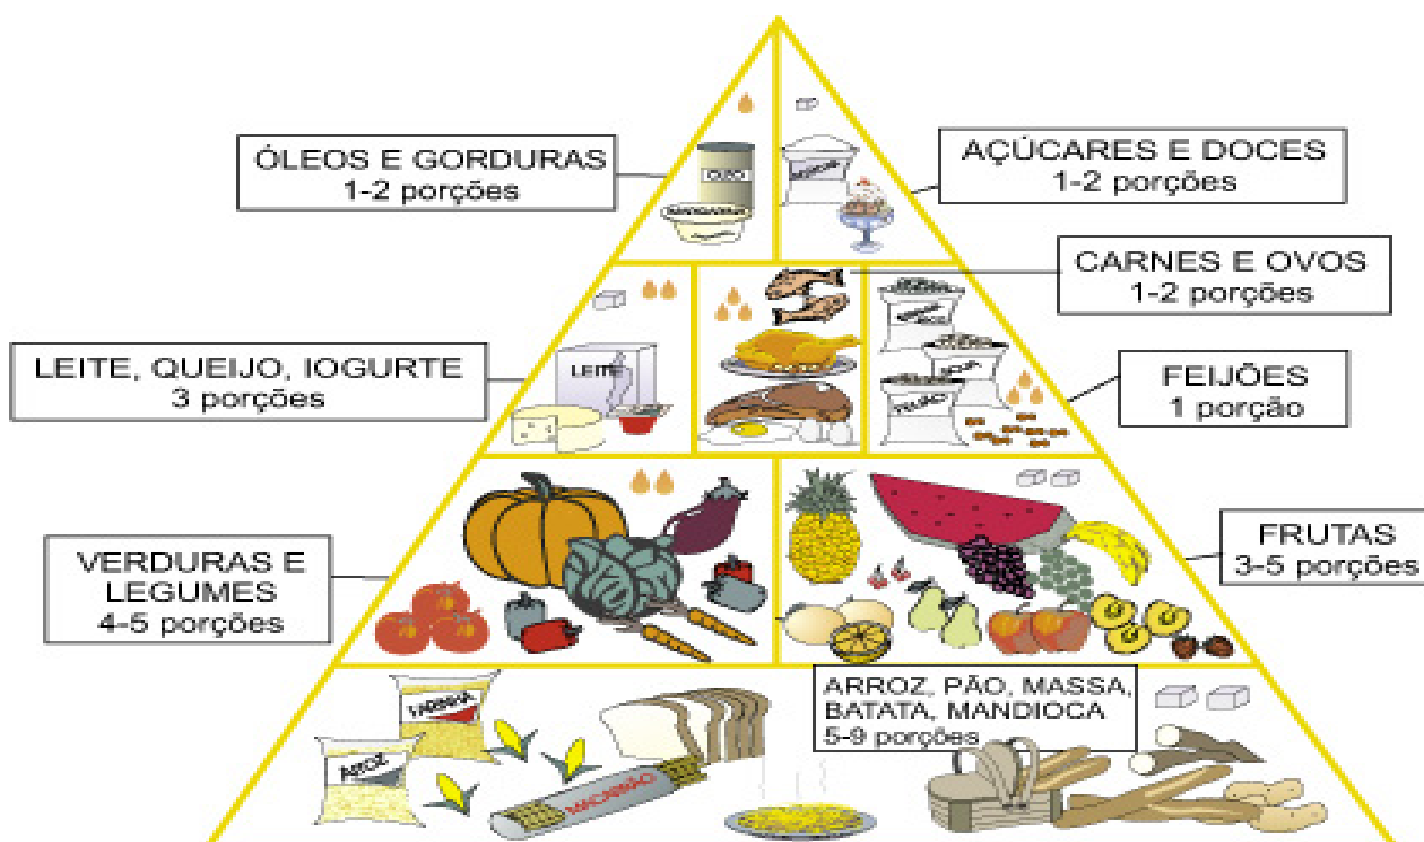 ÓLEOS E GORDURAS
1-2 porções
AÇÚCARES E DOCES
1-2 porções
CARNES E OVOS
1-2 porções
LEITE, QUEIJO, IOGURTE
3 porções
LEITE
FEIJÕES
1 porção
SOJA
FEIJÃO
VERDURAS E
LEGUMES
4-5 porções
FRUTAS
3-5 porções
ARROZ, PÃO, MASSA,
BATATA, MANDIOCA
5-9 porções
FARINHA
ARROZ
MACARRÃO
MARGARINA